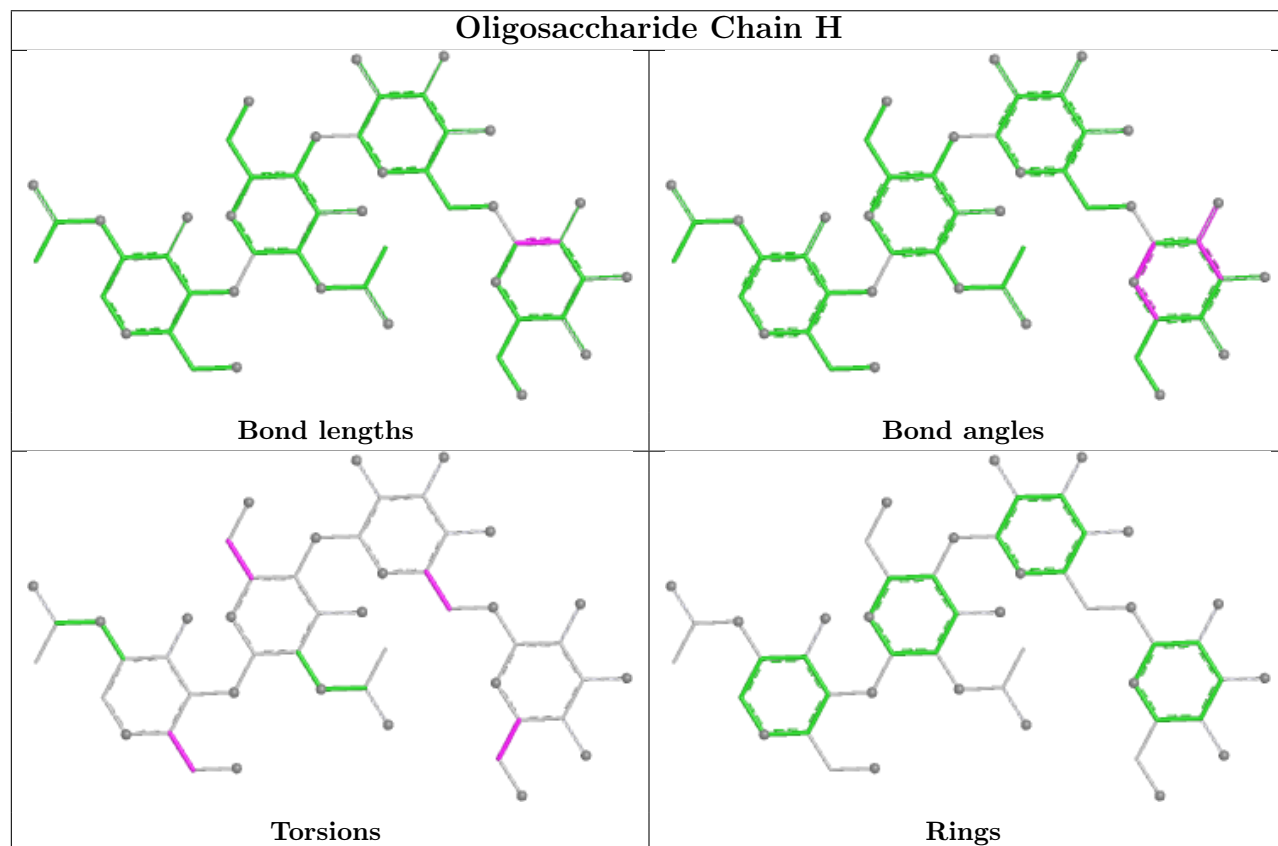 Oligosaccharide Chain H
Bond lengths
Bond angles
Torsions
Rings